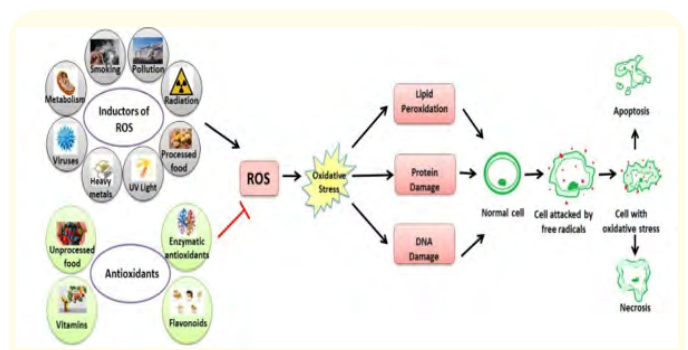 Smoking
Pollution
Metabolism
Radiation
Inductors of
ROS
Viruses
Processed
food
Heavy
metals
UV Light
Unprocessed
food
Enzymatic
antioxidants
Antioxidants
Vitamins
Flavonoids
ROS
Oxidative
Stress
Lipid
Peroxidation
Protein
Damage
DNA
Damage
Normal cell
Cell attacked by
free radicals
Apoptosis
Cell with
oxidative stress
Necrosis